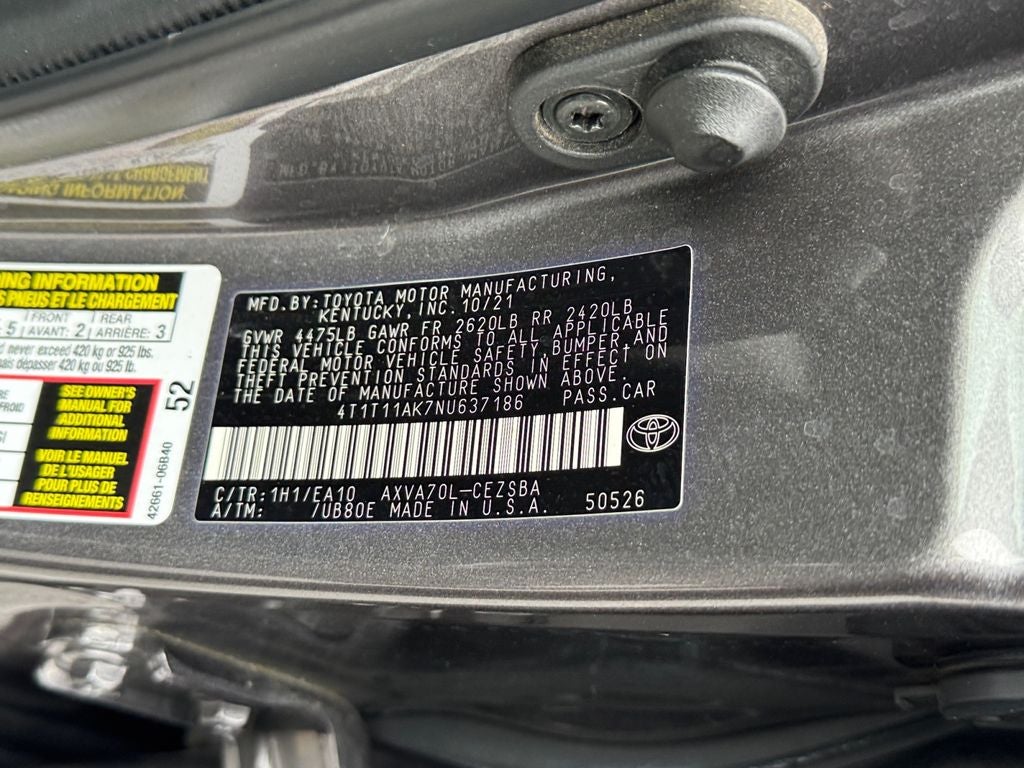 MFD.BY:TOYOTA MOTOR MANUFACTURING,
KENTUCKY, INC. 10/21
GVWR 4475LB GAWR FR 2620LB RR 2420LB
THIS VEHICLE CONFORMS TO ALL APPLICABLE
FEDERAL MOTOR VEHICLE SAFETY, BUMPER AND
THEFT PREVENTION STANDARDS IN EFFECT ON
THE DATE OF MANUFACTURE SHOWN ABOVE.
4T1T11AK7NU637186 PASS.CAR
C/TR:1H1/EA10 AXVA70L-CEZSBA
A/TM: /UB80E MADE IN U.S.A. 50526
INFORMATION
PNEUS ET LE CHARGEMENT
5 FRONT REAR
AVANT: 2 ARRIÈRE: 3
never exceed 420 kg or 925 lbs.
dépasser 420 kg ou 925 lb.
SEE OWNER'S
MANUAL FOR
ADDITIONAL
INFORMATION
VOIR LE MANUEL
DE L'USAGER
POUR PLUS DE
RENSEIGNEMENTS
52
42661-06B40